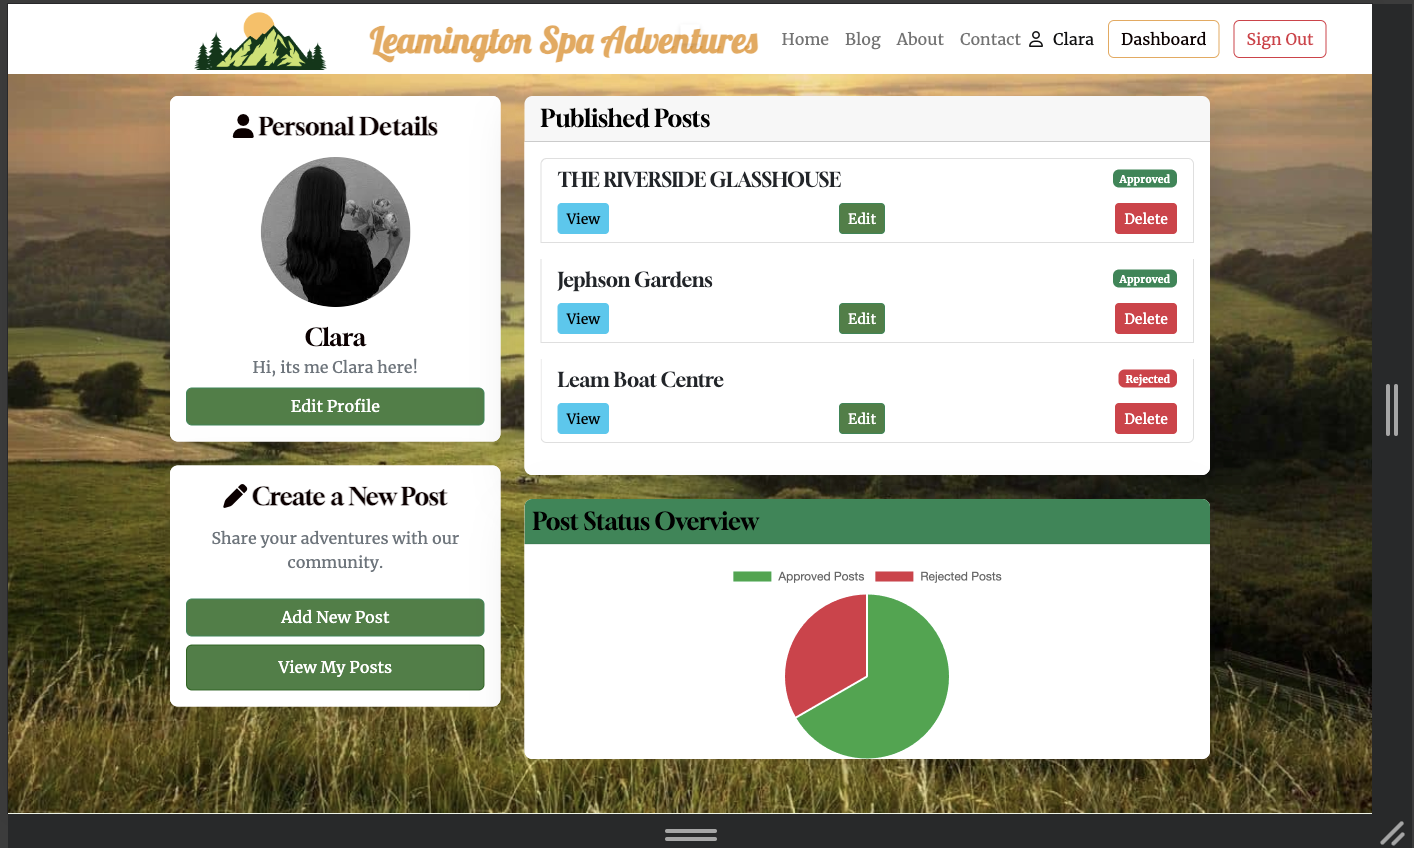 Leamington Spa Adventures
Home Blog About Contact Clara Dashboard Sign Out
Personal Details
Clara
Hi, its me Clara here!
Edit Profile
Create a New Post
Share your adventures with our
community.
Add New Post
View My Posts
Published Posts
THE RIVERSIDE GLASSHOUSE Approved
View Edit Delete
Jephson Gardens Approved
View Edit Delete
Leam Boat Centre Rejected
View Edit Delete
Post Status Overview
Approved Posts Rejected Posts